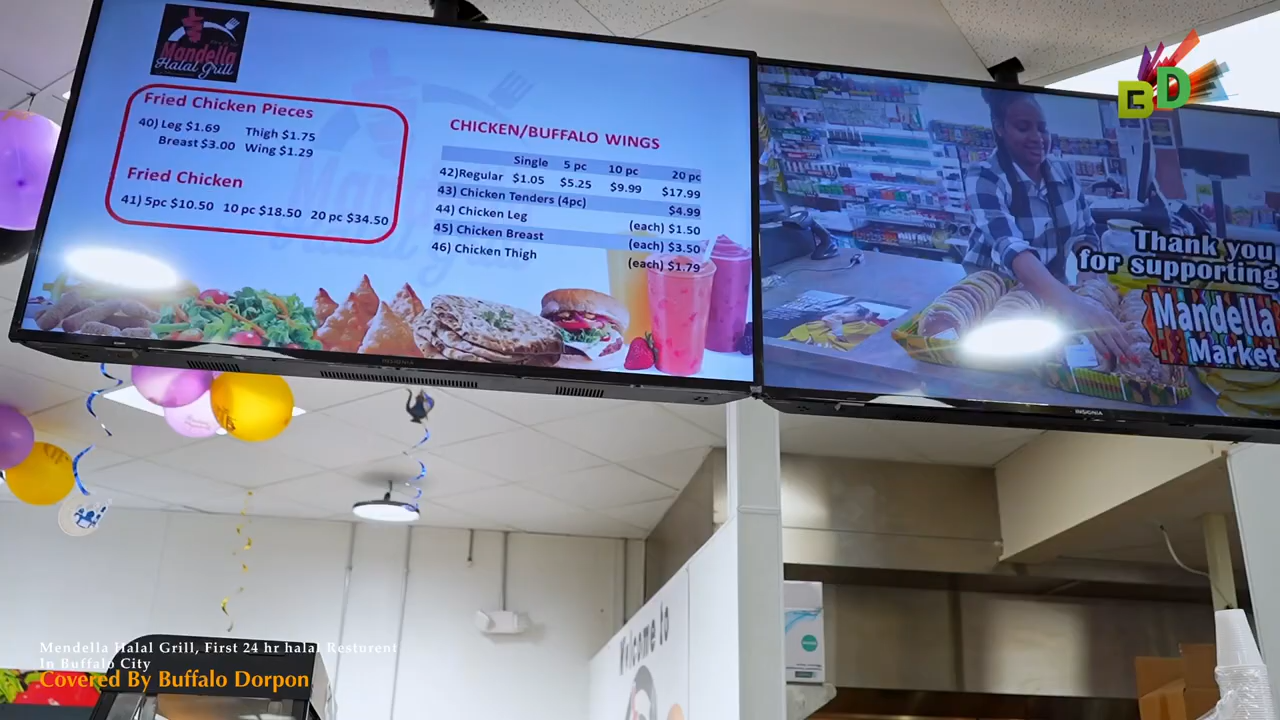 Mandella
Halal Grill
Fried Chicken Pieces
40) Leg $1.69 Thigh $1.75
Breast $3.00 Wing $1.29
Fried Chicken
41) 5pc $10.50 10 pc $18.50 20 pc $34.50
CHICKEN/BUFFALO WINGS
Single 5 pc 10 pc 20 pc
42)Regular $1.05 $5.25 $9.99 $17.99
43) Chicken Tenders (4pc) $4.99
44) Chicken Leg (each) $1.50
45) Chicken Breast (each) $3.50
46) Chicken Thigh (each) $1.79
INSIGNIA
BD
Thank you
for supporting
Mandella
Market
INSIGNIA
Welcome to
Mendella Halal Grill, First 24 hr halal Resturent
In Buffalo City
Covered By Buffalo Dorpon